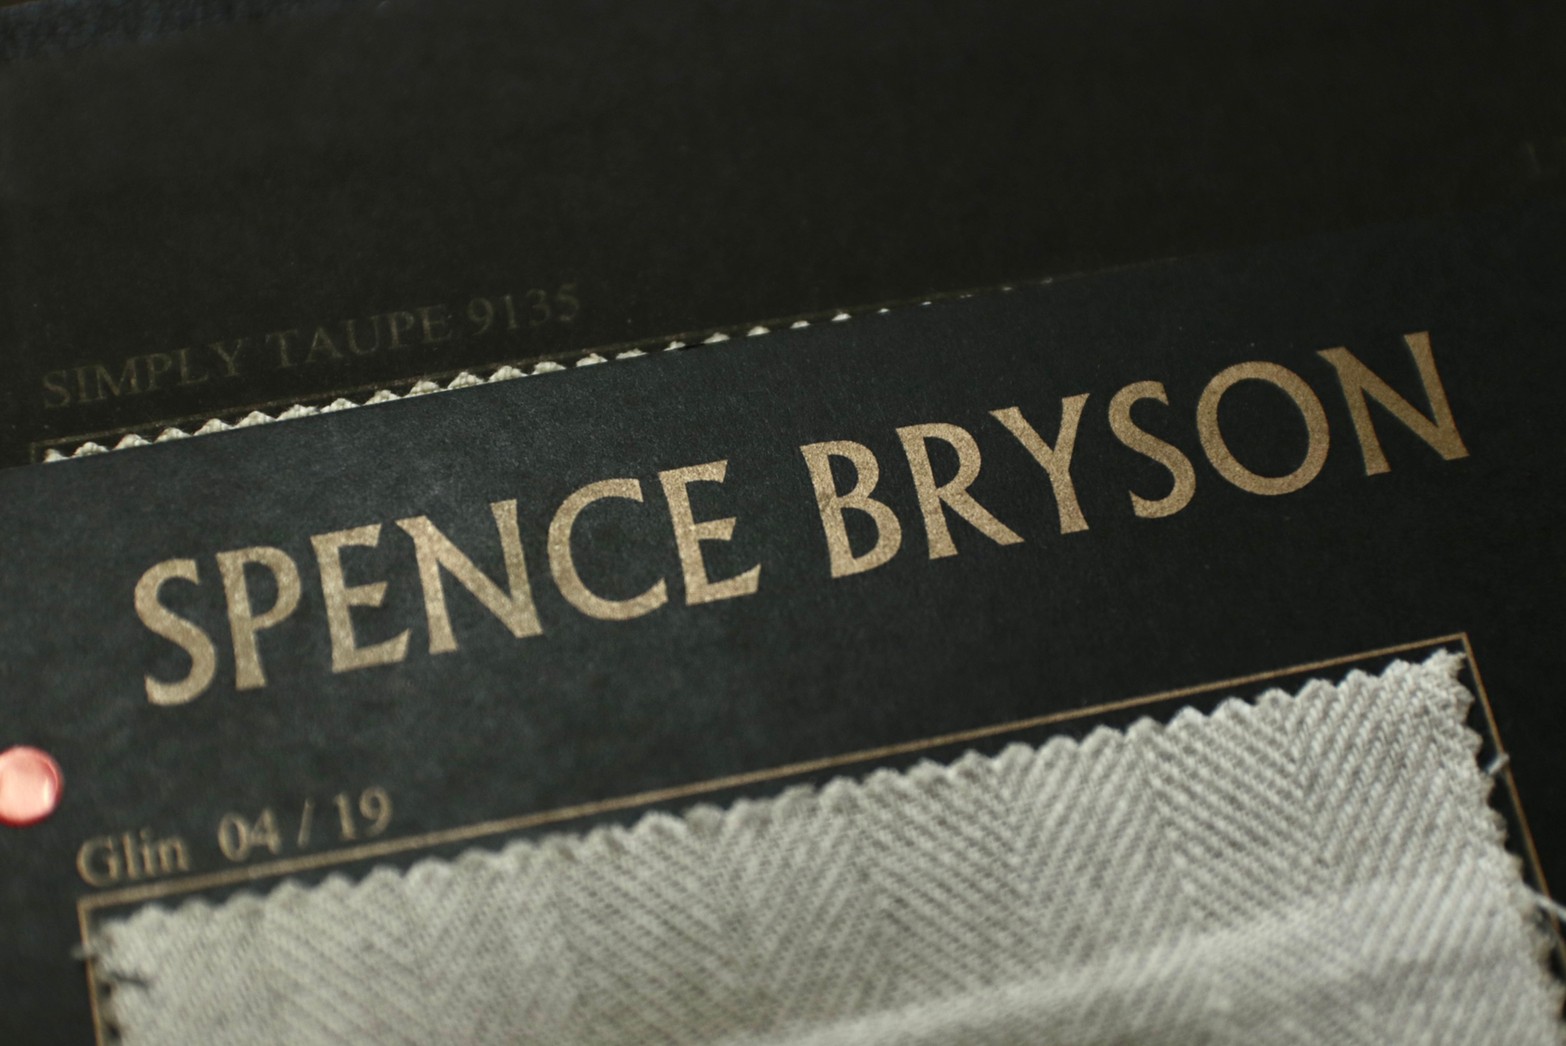 SIMPLY TAUPE 9135
SPENCE BRYSON
Glin 04 / 19